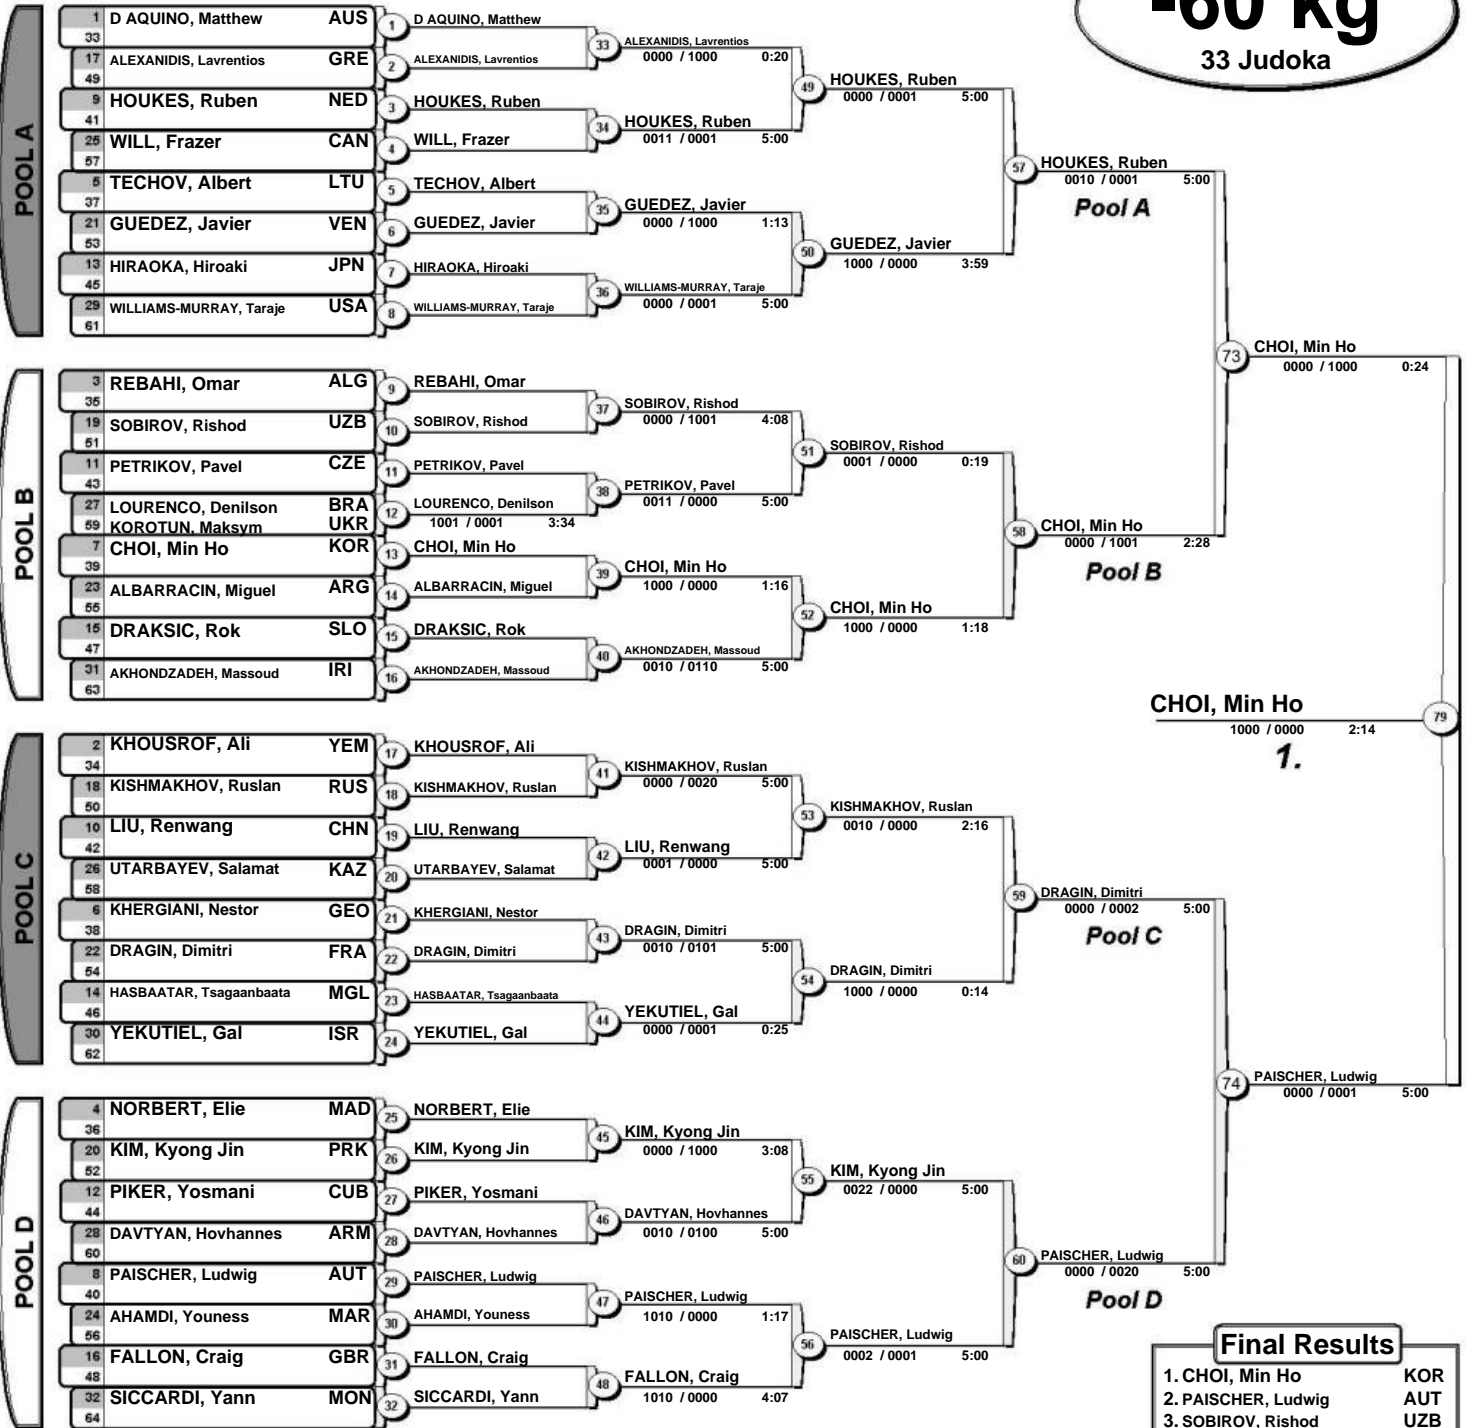 -60 kg
33 Judoka
POOL A
1 D AQUINO, Matthew AUS
33
17 ALEXANIDIS, Lavrentios GRE
49
9 HOUKES, Ruben NED
41
25 WILL, Frazer CAN
57
5 TECHOV, Albert LTU
37
21 GUEDEZ, Javier VEN
53
13 HIRAOKA, Hiroaki JPN
45
29 WILLIAMS-MURRAY, Taraje USA
61
1 D AQUINO, Matthew
2 ALEXANIDIS, Lavrentios
3 HOUKES, Ruben
4 WILL, Frazer
5 TECHOV, Albert
6 GUEDEZ, Javier
7 HIRAOKA, Hiroaki
8 WILLIAMS-MURRAY, Taraje
33 ALEXANIDIS, Lavrentios
0000 / 1000 0:20
34 HOUKES, Ruben
0011 / 0001 5:00
35 GUEDEZ, Javier
0000 / 1000 1:13
36 WILLIAMS-MURRAY, Taraje
0000 / 0001 5:00
49 HOUKES, Ruben
0000 / 0001 5:00
50 GUEDEZ, Javier
1000 / 0000 3:59
57 HOUKES, Ruben
0010 / 0001 5:00
Pool A
POOL B
3 REBAHI, Omar ALG
35
19 SOBIROV, Rishod UZB
51
11 PETRIKOV, Pavel CZE
43
27 LOURENCO, Denilson BRA
59 KOROTUN, Maksym UKR
7 CHOI, Min Ho KOR
39
23 ALBARRACIN, Miguel ARG
55
15 DRAKSIC, Rok SLO
47
31 AKHONDZADEH, Massoud IRI
63
9 REBAHI, Omar
10 SOBIROV, Rishod
11 PETRIKOV, Pavel
12 LOURENCO, Denilson
1001 / 0001 3:34
13 CHOI, Min Ho
14 ALBARRACIN, Miguel
15 DRAKSIC, Rok
16 AKHONDZADEH, Massoud
37 SOBIROV, Rishod
0000 / 1001 4:08
38 PETRIKOV, Pavel
0011 / 0000 5:00
39 CHOI, Min Ho
1000 / 0000 1:16
40 AKHONDZADEH, Massoud
0010 / 0110 5:00
51 SOBIROV, Rishod
0001 / 0000 0:19
52 CHOI, Min Ho
1000 / 0000 1:18
58 CHOI, Min Ho
0000 / 1001 2:28
Pool B
73 CHOI, Min Ho
0000 / 1000 0:24
CHOI, Min Ho 79
1000 / 0000 2:14
1.
POOL C
2 KHOUSROF, Ali YEM
34
18 KISHMAKHOV, Ruslan RUS
50
10 LIU, Renwang CHN
42
26 UTARBAYEV, Salamat KAZ
58
6 KHERGIANI, Nestor GEO
38
22 DRAGIN, Dimitri FRA
54
14 HASBAATAR, Tsagaanbaata MGL
46
30 YEKUTIEL, Gal ISR
62
17 KHOUSROF, Ali
18 KISHMAKHOV, Ruslan
19 LIU, Renwang
20 UTARBAYEV, Salamat
21 KHERGIANI, Nestor
22 DRAGIN, Dimitri
23 HASBAATAR, Tsagaanbaata
24 YEKUTIEL, Gal
41 KISHMAKHOV, Ruslan
0000 / 0020 5:00
42 LIU, Renwang
0001 / 0000 5:00
43 DRAGIN, Dimitri
0010 / 0101 5:00
44 YEKUTIEL, Gal
0000 / 0001 0:25
53 KISHMAKHOV, Ruslan
0010 / 0000 2:16
54 DRAGIN, Dimitri
1000 / 0000 0:14
59 DRAGIN, Dimitri
0000 / 0002 5:00
Pool C
74 PAISCHER, Ludwig
0000 / 0001 5:00
POOL D
4 NORBERT, Elie MAD
36
20 KIM, Kyong Jin PRK
52
12 PIKER, Yosmani CUB
44
28 DAVTYAN, Hovhannes ARM
60
8 PAISCHER, Ludwig AUT
40
24 AHAMDI, Youness MAR
56
16 FALLON, Craig GBR
48
32 SICCARDI, Yann MON
64
25 NORBERT, Elie
26 KIM, Kyong Jin
27 PIKER, Yosmani
28 DAVTYAN, Hovhannes
29 PAISCHER, Ludwig
30 AHAMDI, Youness
31 FALLON, Craig
32 SICCARDI, Yann
45 KIM, Kyong Jin
0000 / 1000 3:08
46 DAVTYAN, Hovhannes
0010 / 0100 5:00
47 PAISCHER, Ludwig
1010 / 0000 1:17
48 FALLON, Craig
1010 / 0000 4:07
55 KIM, Kyong Jin
0022 / 0000 5:00
56 PAISCHER, Ludwig
0002 / 0001 5:00
60 PAISCHER, Ludwig
0000 / 0020 5:00
Pool D
Final Results
1. CHOI, Min Ho KOR
2. PAISCHER, Ludwig AUT
3. SOBIROV, Rishod UZB